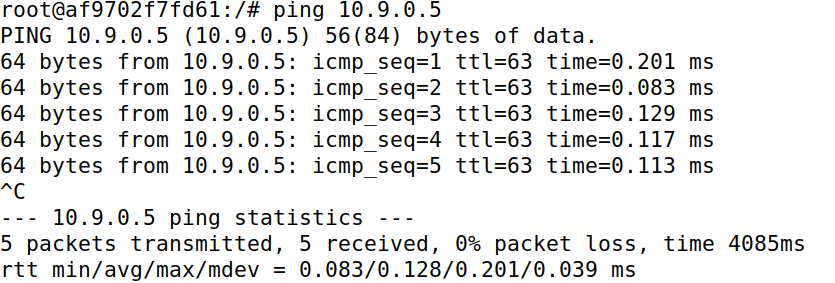 root@af9702f7fd61:/# ping 10.9.0.5
PING 10.9.0.5 (10.9.0.5) 56(84) bytes of data.
64 bytes from 10.9.0.5: icmp_seq=1 ttl=63 time=0.201 ms
64 bytes from 10.9.0.5: icmp_seq=2 ttl=63 time=0.083 ms
64 bytes from 10.9.0.5: icmp_seq=3 ttl=63 time=0.129 ms
64 bytes from 10.9.0.5: icmp_seq=4 ttl=63 time=0.117 ms
64 bytes from 10.9.0.5: icmp_seq=5 ttl=63 time=0.113 ms
^C
--- 10.9.0.5 ping statistics ---
5 packets transmitted, 5 received, 0% packet loss, time 4085ms
rtt min/avg/max/mdev = 0.083/0.128/0.201/0.039 ms